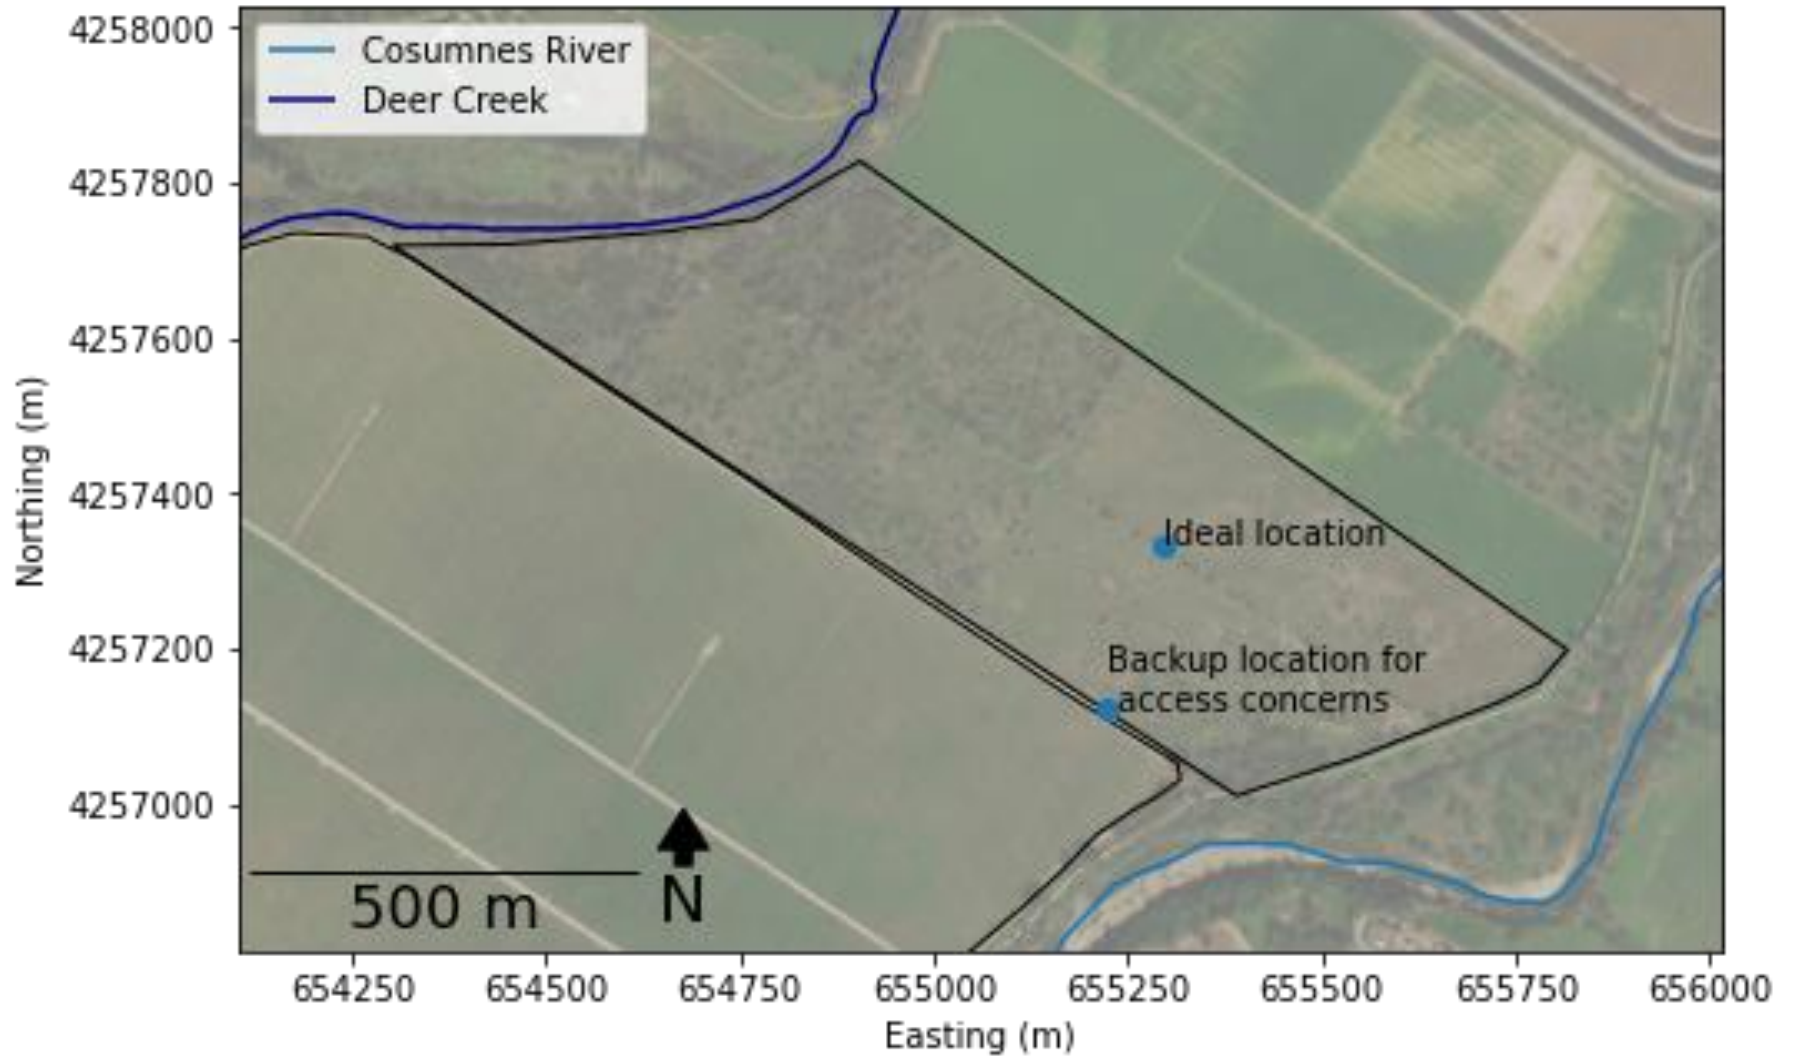 4258000
4257800
4257600
4257400
4257200
4257000
Northing (m)
Cosumnes River
Deer Creek
Ideal location
Backup location for
access concerns
500 m
N
654250 654500 654750 655000 655250 655500 655750 656000
Easting (m)